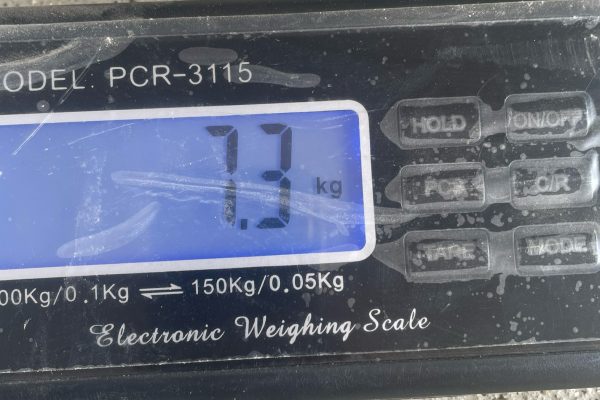 MODEL PCR-3115
7.3 kg
HOLD ON/OFF
PCS C/R
TARE MODE
00Kg/0.1Kg ⇌ 150Kg/0.05Kg
Electronic Weighing Scale